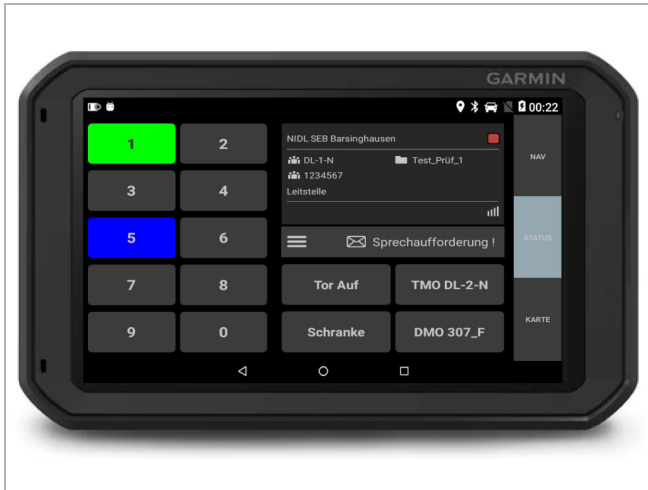 GARMIN
00:22
1
2
3
4
5
6
7
8
9
0
NIDL SEB Barsinghausen
DL-1-N
Test_Prüf_1
1234567
Leitstelle
Sprechaufforderung !
Tor Auf
TMO DL-2-N
Schranke
DMO 307_F
NAV
STATUS
KARTE